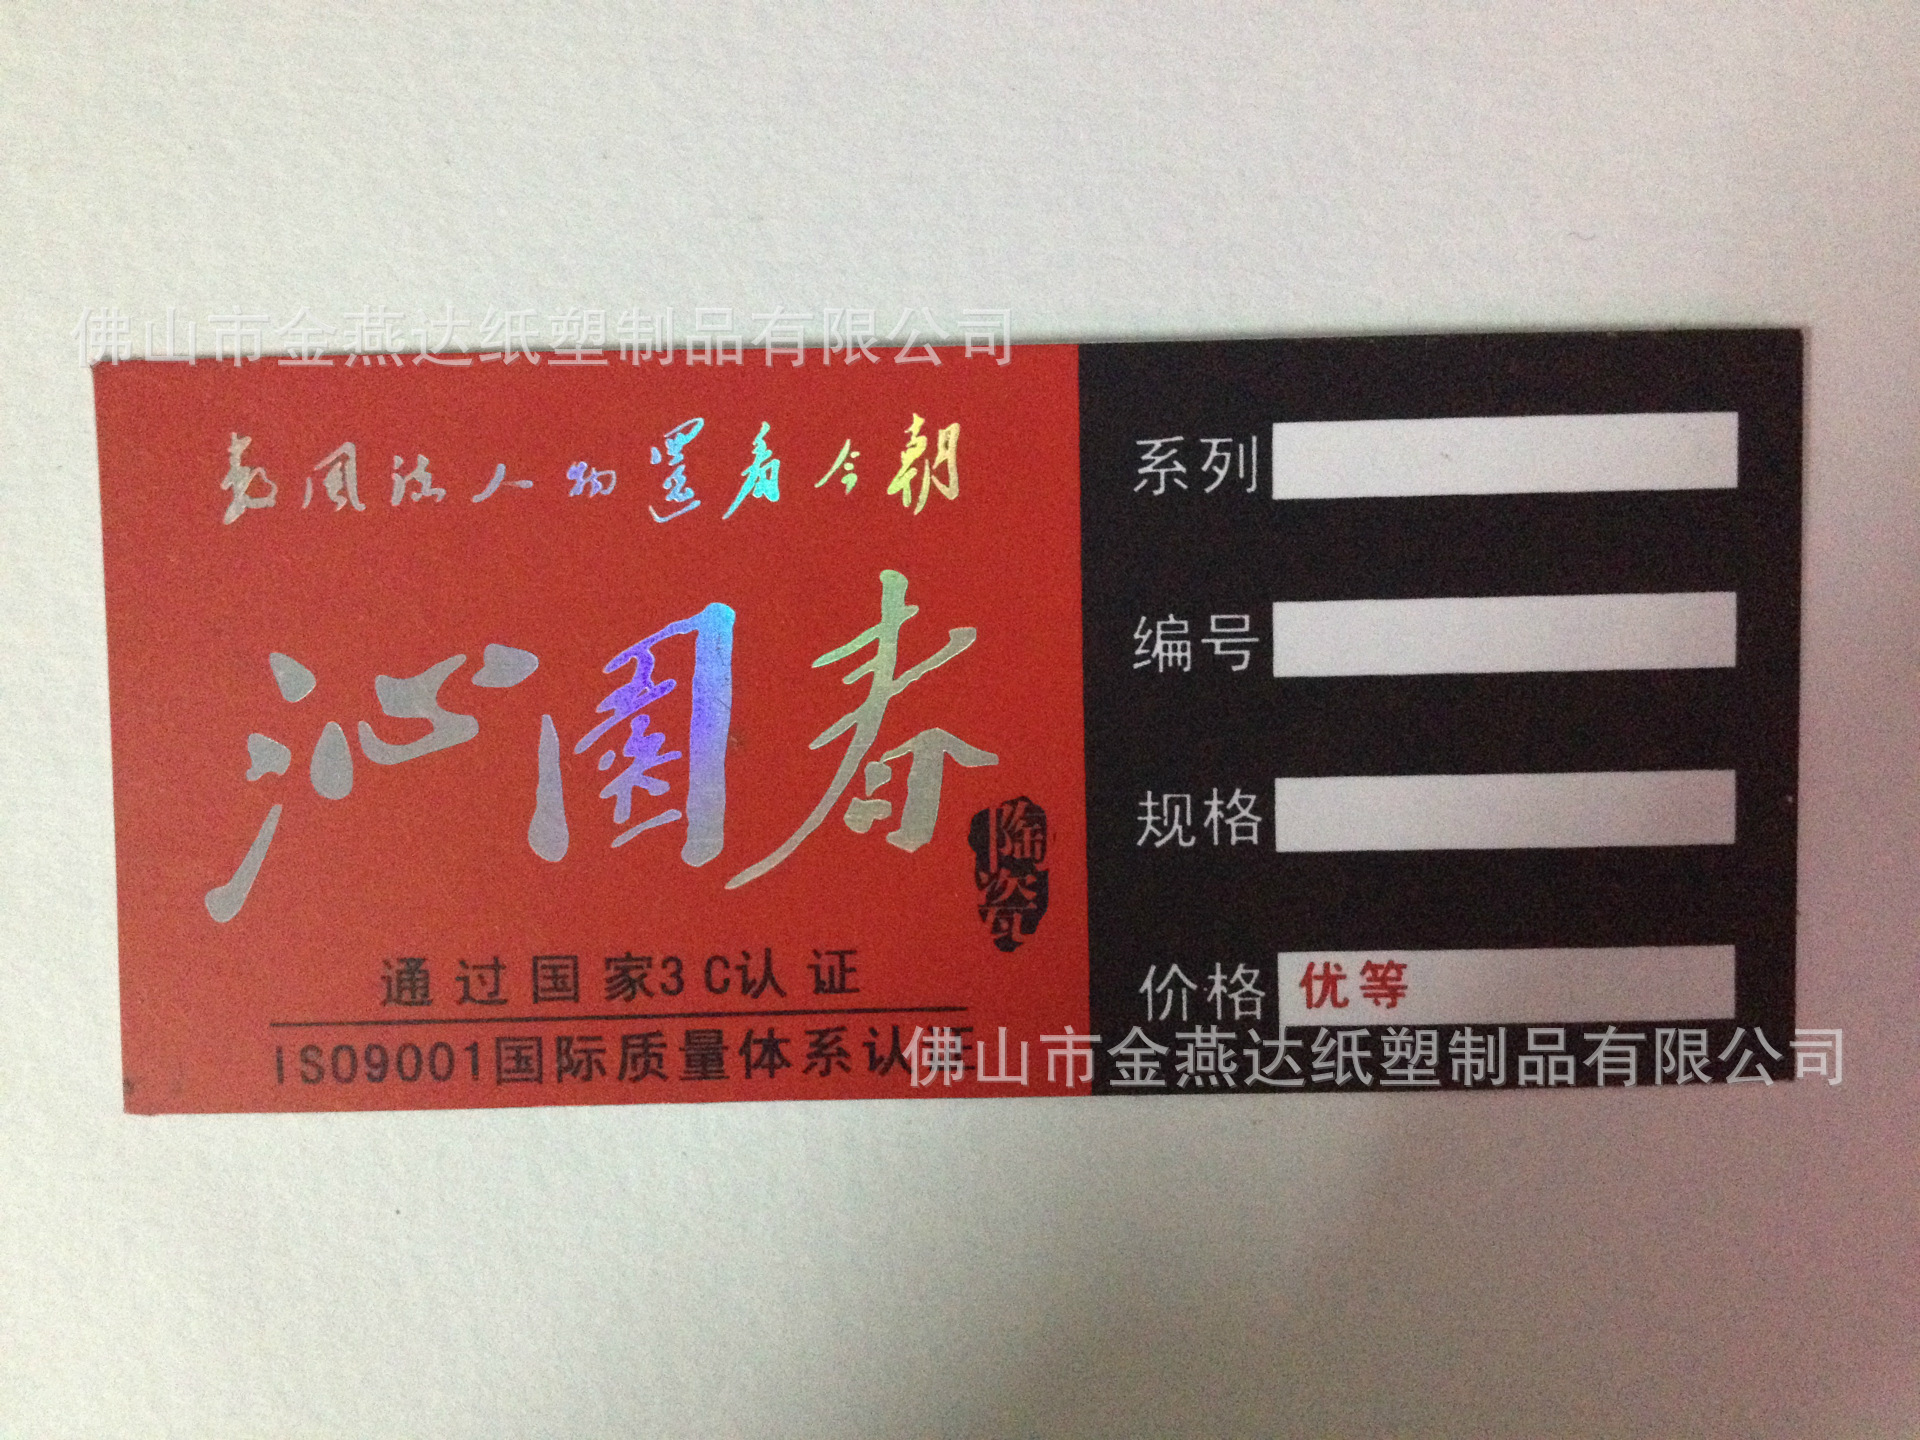 佛山市金燕达纸塑制品有限公司
数风流人物還看今朝
沁園春
陶瓷
通过国家3C认证
ISO9001国际质量体系认证
系列
编号
规格
价格 优等
佛山市金燕达纸塑制品有限公司